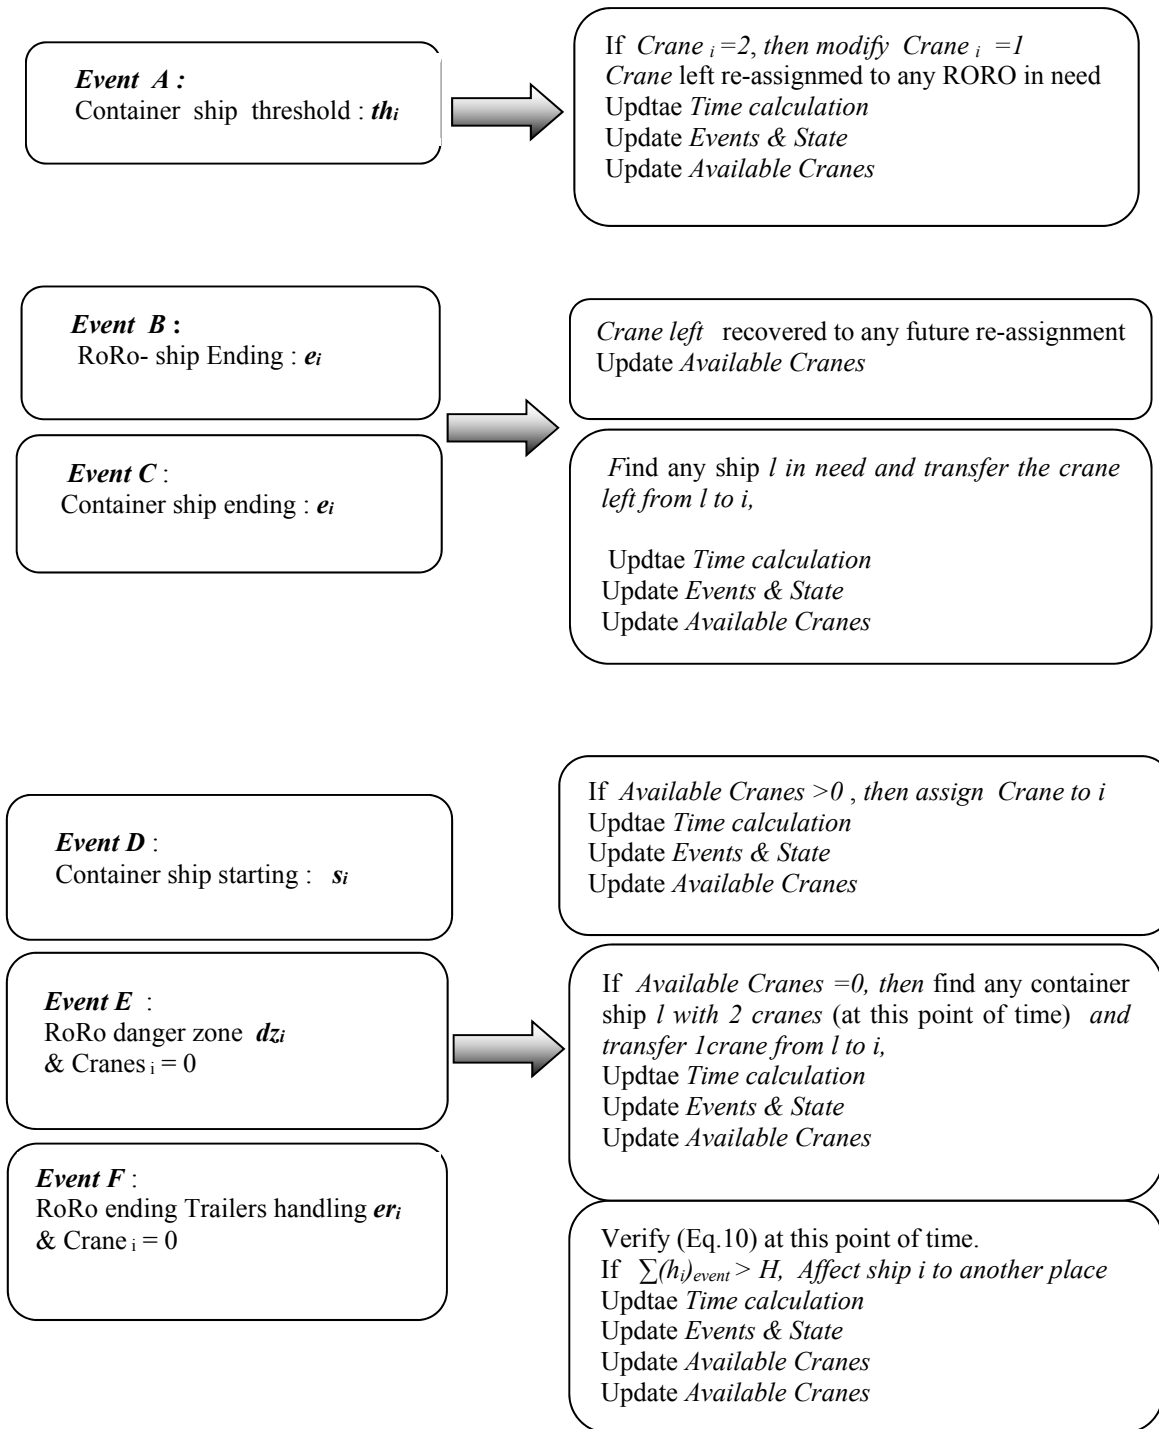 Event A :
Container ship threshold : thi
If Crane i =2, then modify Crane i =1
Crane left re-assignmed to any RORO in need
Updtae Time calculation
Update Events & State
Update Available Cranes
Event B :
RoRo- ship Ending : ei
Event C :
Container ship ending : ei
Crane left recovered to any future re-assignment
Update Available Cranes
Find any ship l in need and transfer the crane
left from l to i,
Updtae Time calculation
Update Events & State
Update Available Cranes
Event D :
Container ship starting : si
Event E :
RoRo danger zone dzi
& Cranes i = 0
Event F :
RoRo ending Trailers handling eri
& Crane i = 0
If Available Cranes >0 , then assign Crane to i
Updtae Time calculation
Update Events & State
Update Available Cranes
If Available Cranes =0, then find any container
ship l with 2 cranes (at this point of time) and
transfer 1crane from l to i,
Updtae Time calculation
Update Events & State
Update Available Cranes
Verify (Eq.10) at this point of time.
If ∑(hi)event > H, Affect ship i to another place
Updtae Time calculation
Update Events & State
Update Available Cranes
Update Available Cranes